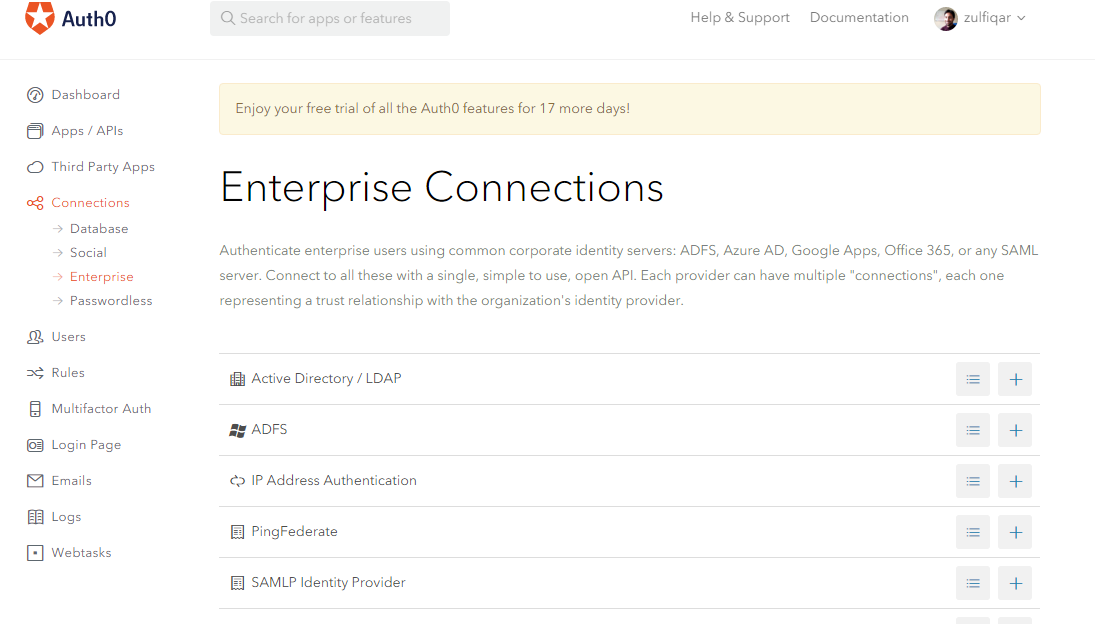 Auth0
Search for apps or features
Help & Support
Documentation
zulfiqar
Dashboard
Apps / APIs
Third Party Apps
Connections
Database
Social
Enterprise
Passwordless
Users
Rules
Multifactor Auth
Login Page
Emails
Logs
Webtasks
Enjoy your free trial of all the Auth0 features for 17 more days!
Enterprise Connections
Authenticate enterprise users using common corporate identity servers: ADFS, Azure AD, Google Apps, Office 365, or any SAML
server. Connect to all these with a single, simple to use, open API. Each provider can have multiple "connections", each one
representing a trust relationship with the organization's identity provider.
Active Directory / LDAP
ADFS
IP Address Authentication
PingFederate
SAMLP Identity Provider